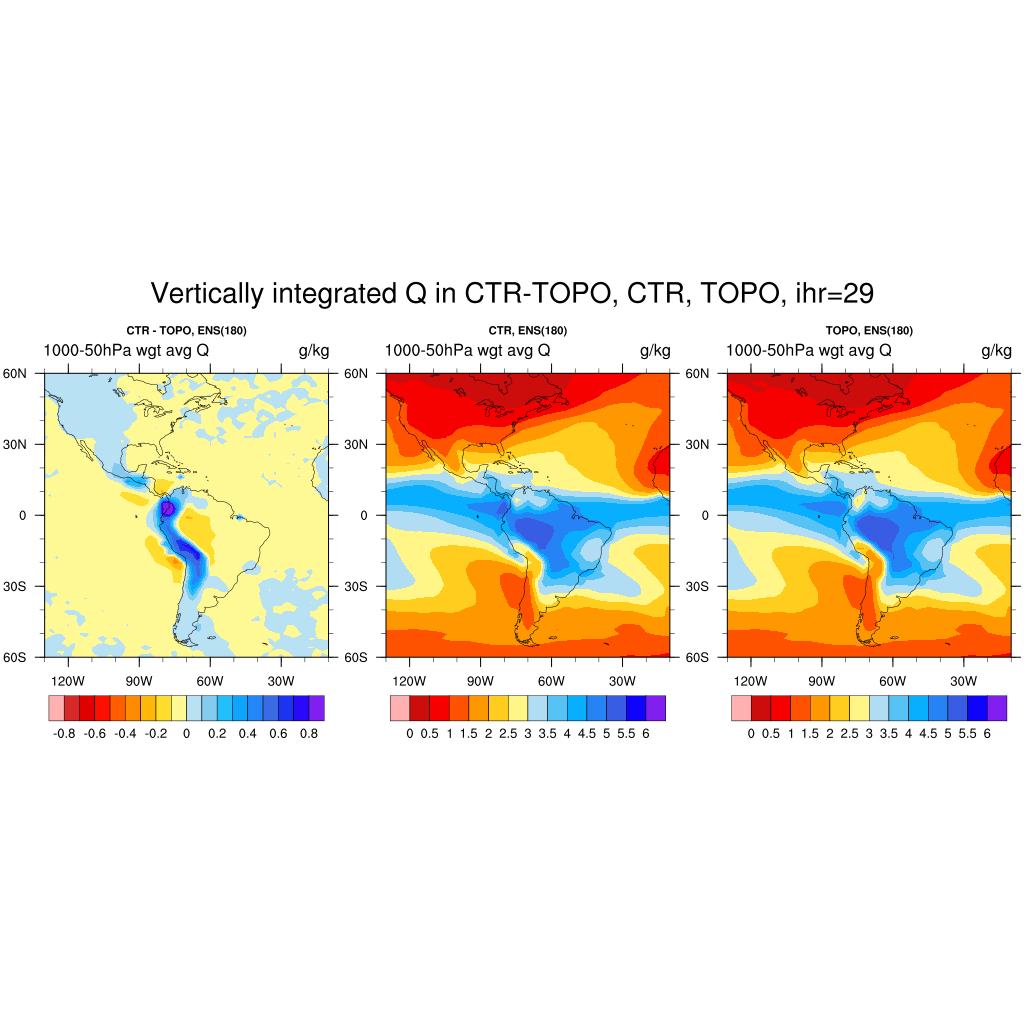 Vertically integrated Q in CTR-TOPO, CTR, TOPO, ihr=29
CTR - TOPO, ENS(180)
1000-50hPa wgt avg Q g/kg
60N
30N
0
30S
60S
120W 90W 60W 30W
-0.8 -0.6 -0.4 -0.2 0 0.2 0.4 0.6 0.8
CTR, ENS(180)
1000-50hPa wgt avg Q g/kg
60N
30N
0
30S
60S
120W 90W 60W 30W
0 0.5 1 1.5 2 2.5 3 3.5 4 4.5 5 5.5 6
TOPO, ENS(180)
1000-50hPa wgt avg Q g/kg
60N
30N
0
30S
60S
120W 90W 60W 30W
0 0.5 1 1.5 2 2.5 3 3.5 4 4.5 5 5.5 6